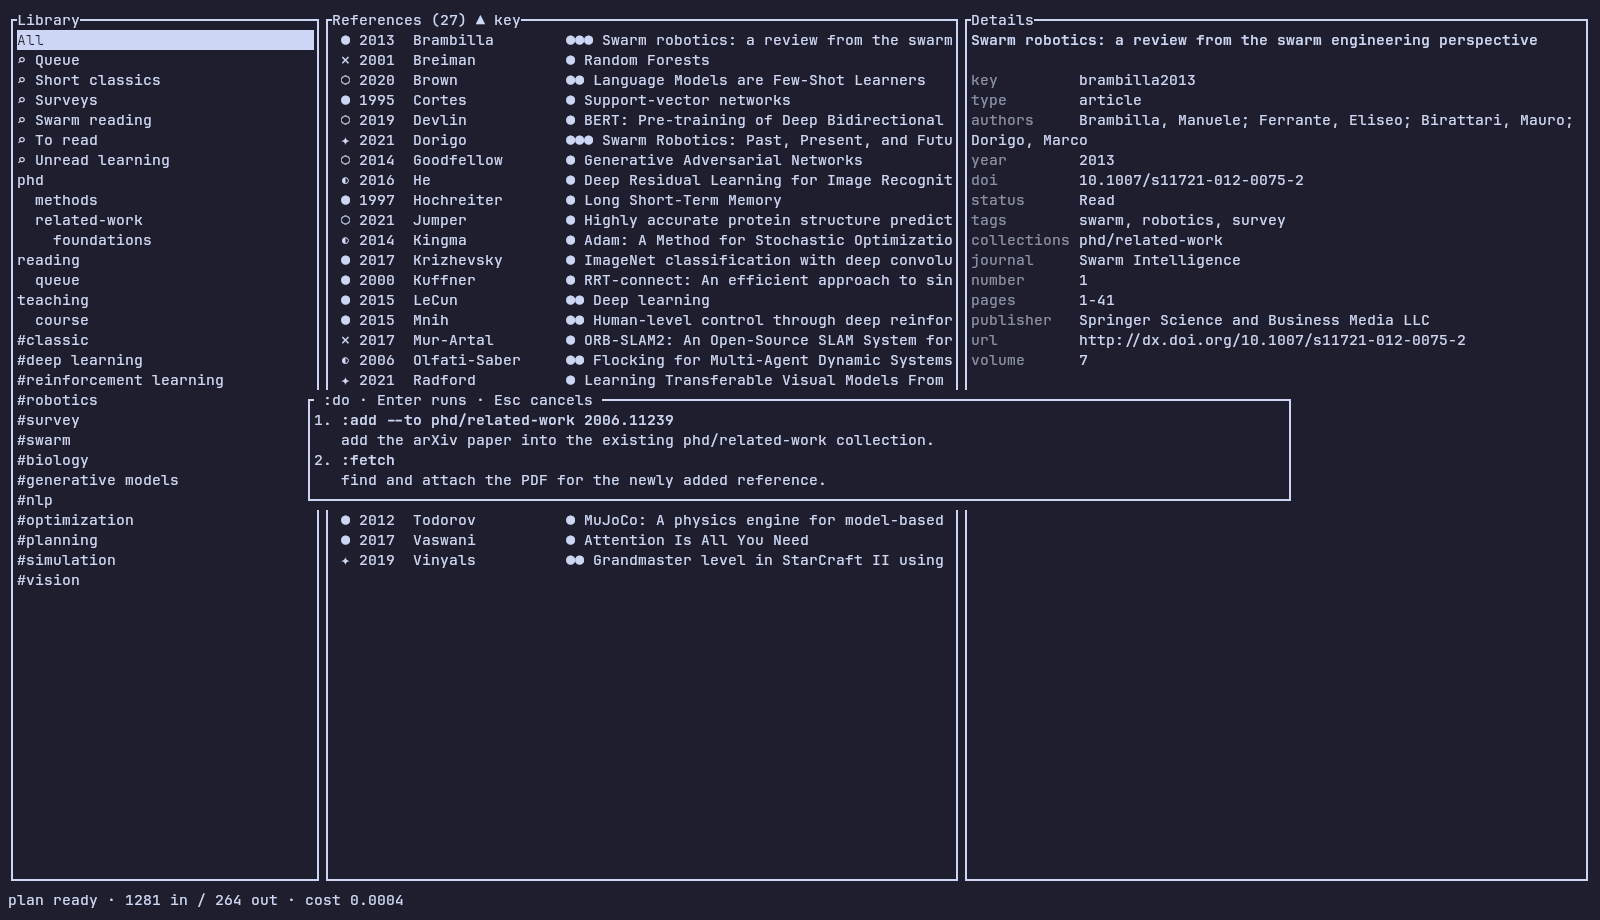 Library
All
⌕ Queue
⌕ Short classics
⌕ Surveys
⌕ Swarm reading
⌕ To read
⌕ Unread learning
phd
methods
related-work
foundations
reading
queue
teaching
course
#classic
#deep learning
#reinforcement learning
#robotics
#survey
#swarm
#biology
#generative models
#nlp
#optimization
#planning
#simulation
#vision
References (27) ▲ key
● 2013 Brambilla ●●● Swarm robotics: a review from the swarm
× 2001 Breiman ● Random Forests
○ 2020 Brown ●● Language Models are Few-Shot Learners
● 1995 Cortes ● Support-vector networks
○ 2019 Devlin ● BERT: Pre-training of Deep Bidirectional
✦ 2021 Dorigo ●●● Swarm Robotics: Past, Present, and Futu
○ 2014 Goodfellow ● Generative Adversarial Networks
◐ 2016 He ● Deep Residual Learning for Image Recognit
● 1997 Hochreiter ● Long Short-Term Memory
○ 2021 Jumper ● Highly accurate protein structure predict
◐ 2014 Kingma ● Adam: A Method for Stochastic Optimizatio
● 2017 Krizhevsky ● ImageNet classification with deep convolu
● 2000 Kuffner ● RRT-connect: An efficient approach to sin
● 2015 LeCun ●● Deep learning
● 2015 Mnih ●● Human-level control through deep reinfor
× 2017 Mur-Artal ● ORB-SLAM2: An Open-Source SLAM System for
◐ 2006 Olfati-Saber ●● Flocking for Multi-Agent Dynamic Systems
✦ 2021 Radford ● Learning Transferable Visual Models From
:do · Enter runs · Esc cancels
1. :add --to phd/related-work 2006.11239
add the arXiv paper into the existing phd/related-work collection.
2. :fetch
find and attach the PDF for the newly added reference.
● 2012 Todorov ● MuJoCo: A physics engine for model-based
● 2017 Vaswani ● Attention Is All You Need
✦ 2019 Vinyals ●● Grandmaster level in StarCraft II using
Details
Swarm robotics: a review from the swarm engineering perspective
key brambilla2013
type article
authors Brambilla, Manuele; Ferrante, Eliseo; Birattari, Mauro;
Dorigo, Marco
year 2013
doi 10.1007/s11721-012-0075-2
status Read
tags swarm, robotics, survey
collections phd/related-work
journal Swarm Intelligence
number 1
pages 1-41
publisher Springer Science and Business Media LLC
url http://dx.doi.org/10.1007/s11721-012-0075-2
volume 7
plan ready · 1281 in / 264 out · cost 0.0004